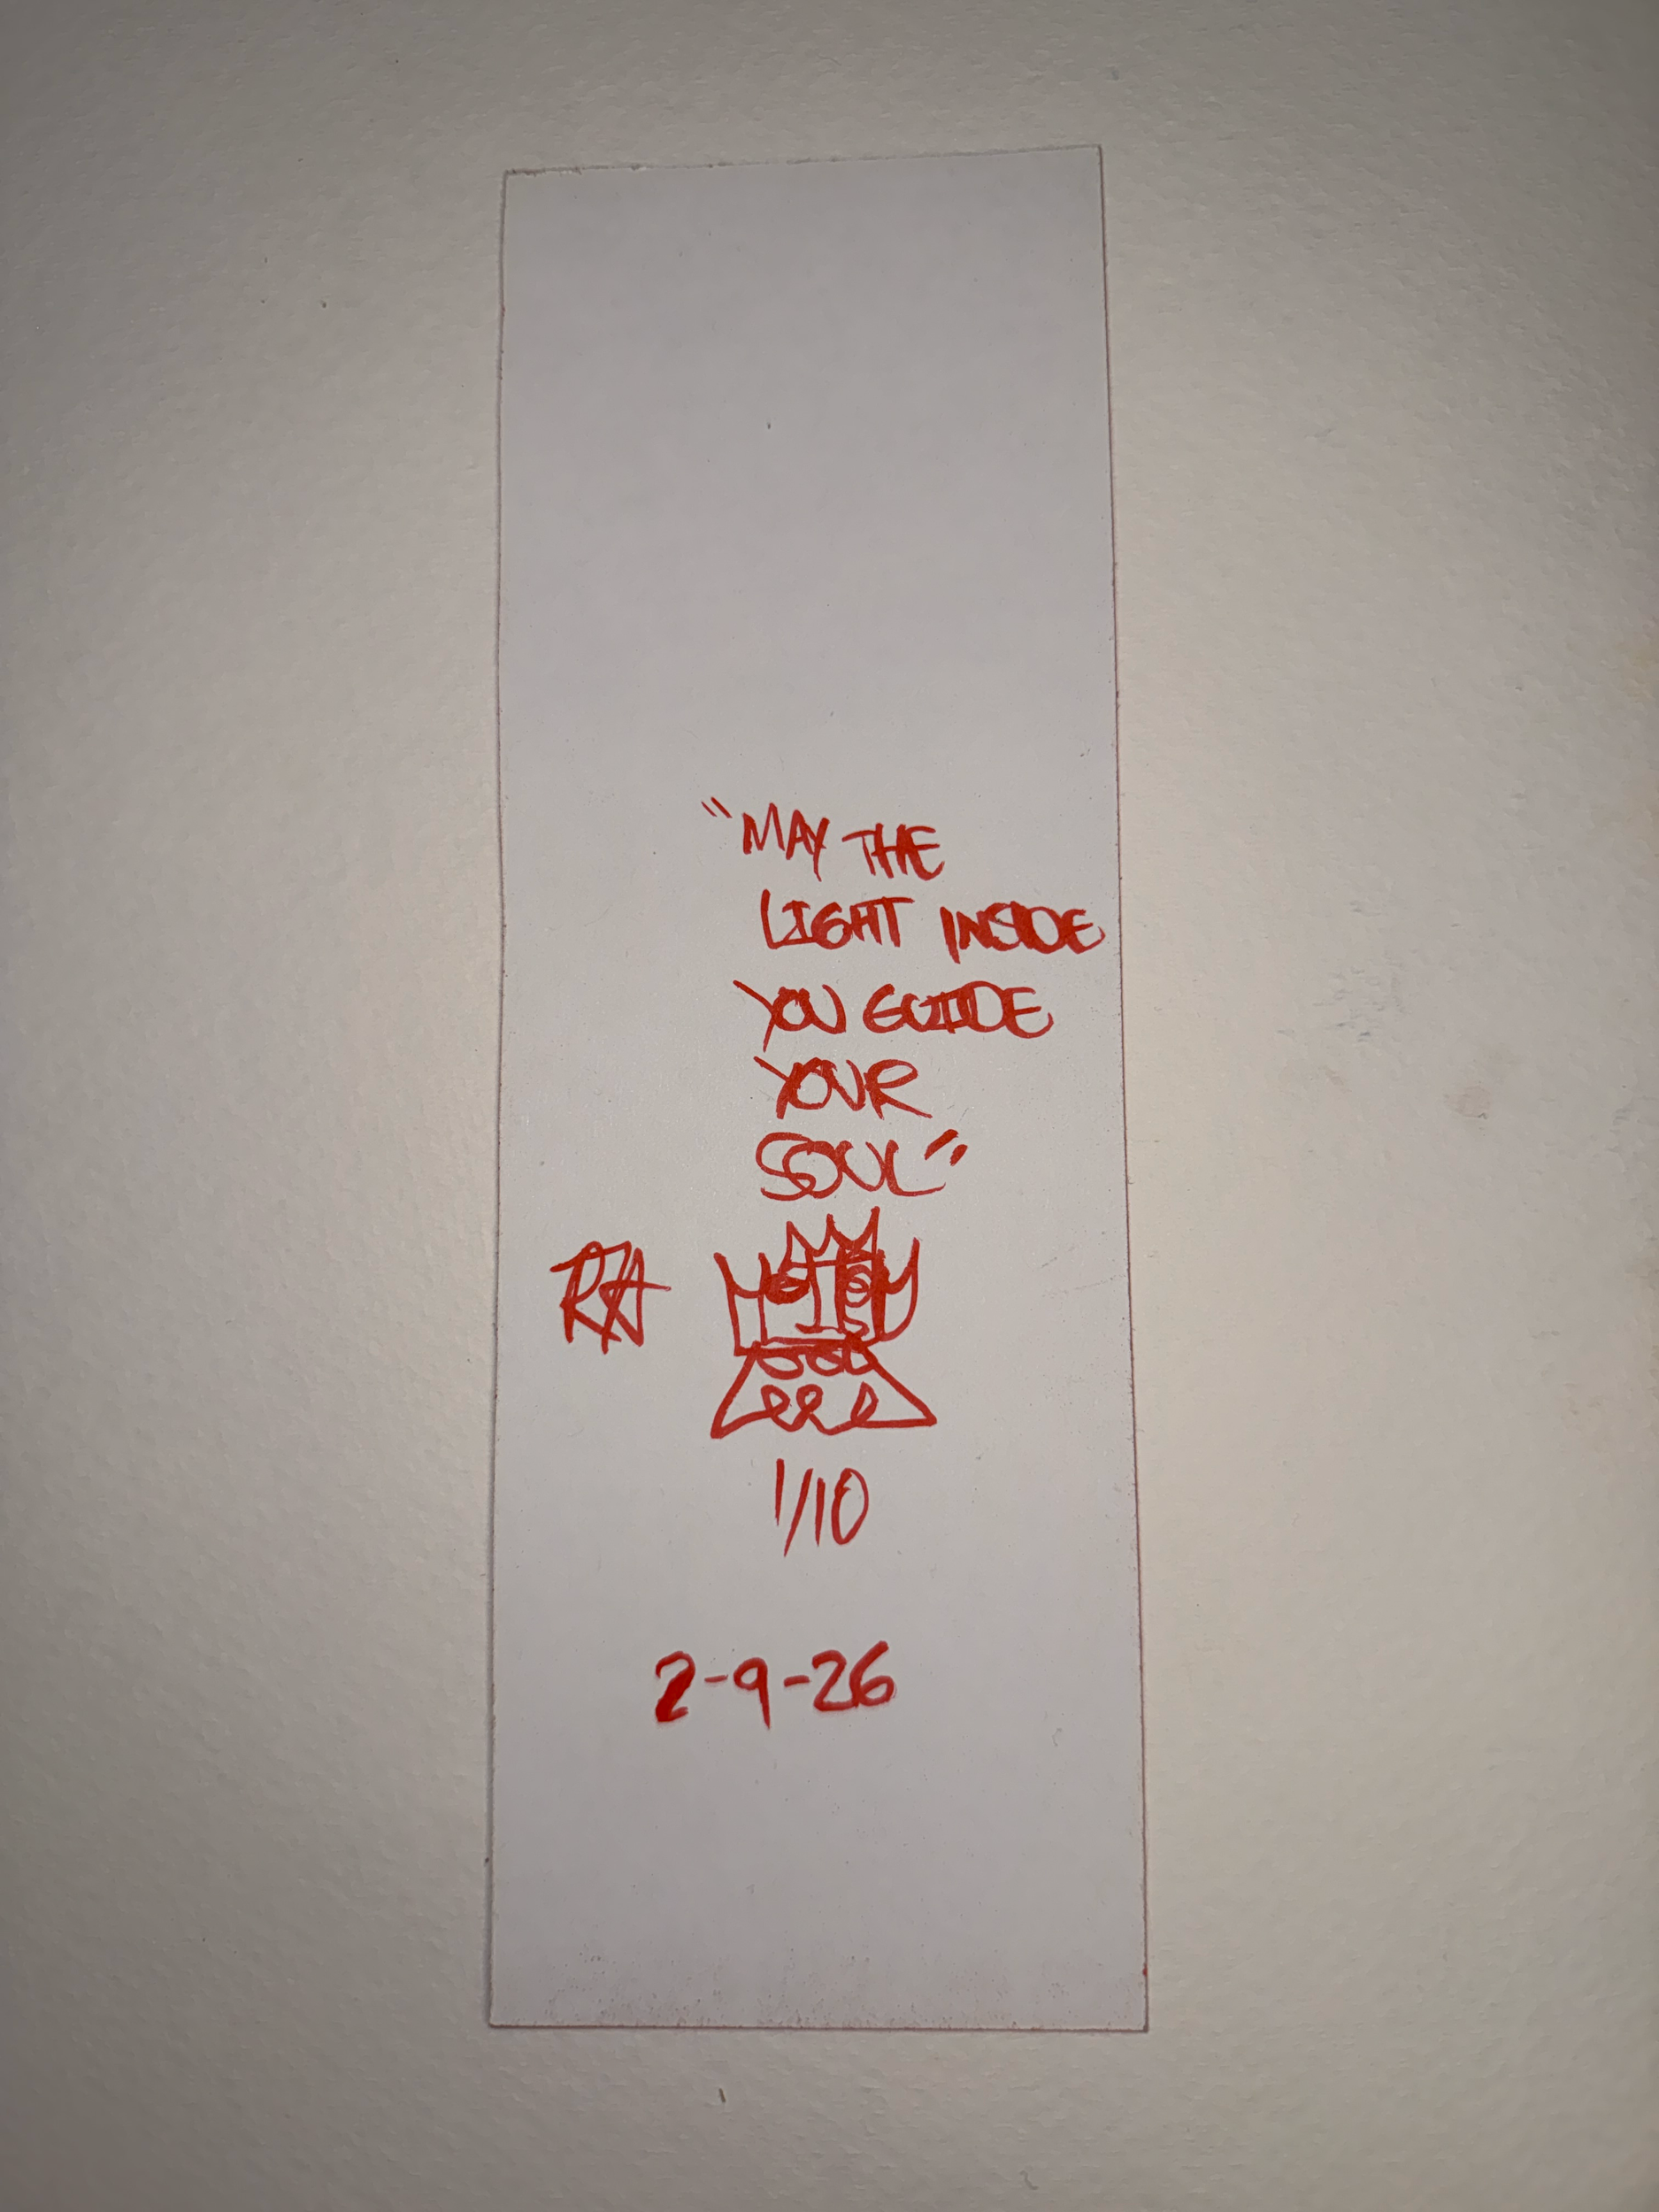 "MAY THE
LIGHT INSIDE
YOU GUIDE
YOUR
SOUL"
RA
1/10
2-9-26